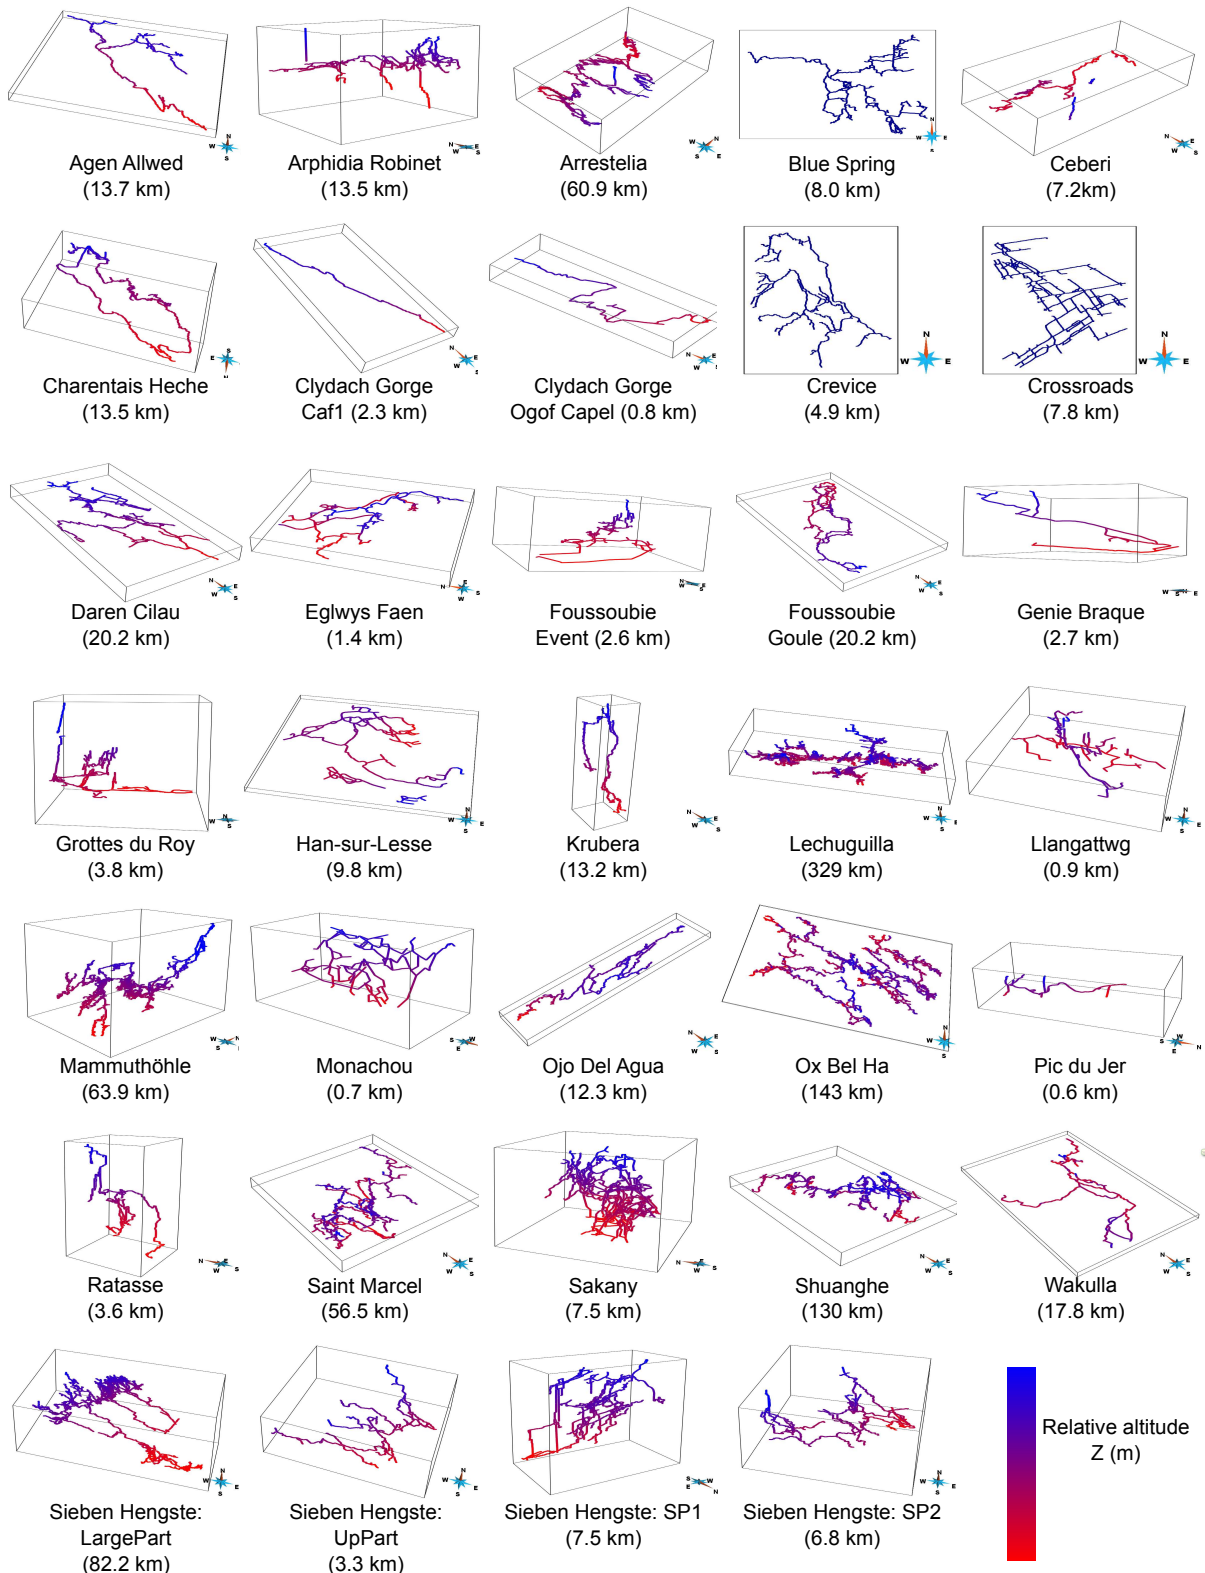 Agen Allwed
(13.7 km)
Arphidia Robinet
(13.5 km)
Arrestelia
(60.9 km)
Blue Spring
(8.0 km)
Ceberi
(7.2km)
Charentais Heche
(13.5 km)
Clydach Gorge
Caf1 (2.3 km)
Clydach Gorge
Ogof Capel (0.8 km)
Crevice
(4.9 km)
Crossroads
(7.8 km)
Daren Cilau
(20.2 km)
Eglwys Faen
(1.4 km)
Foussoubie
Event (2.6 km)
Foussoubie
Goule (20.2 km)
Genie Braque
(2.7 km)
Grottes du Roy
(3.8 km)
Han-sur-Lesse
(9.8 km)
Krubera
(13.2 km)
Lechuguilla
(329 km)
Llangattwg
(0.9 km)
Mammuthöhle
(63.9 km)
Monachou
(0.7 km)
Ojo Del Agua
(12.3 km)
Ox Bel Ha
(143 km)
Pic du Jer
(0.6 km)
Ratasse
(3.6 km)
Saint Marcel
(56.5 km)
Sakany
(7.5 km)
Shuanghe
(130 km)
Wakulla
(17.8 km)
Sieben Hengste:
LargePart
(82.2 km)
Sieben Hengste:
UpPart
(3.3 km)
Sieben Hengste: SP1
(7.5 km)
Sieben Hengste: SP2
(6.8 km)
Relative altitude
Z (m)